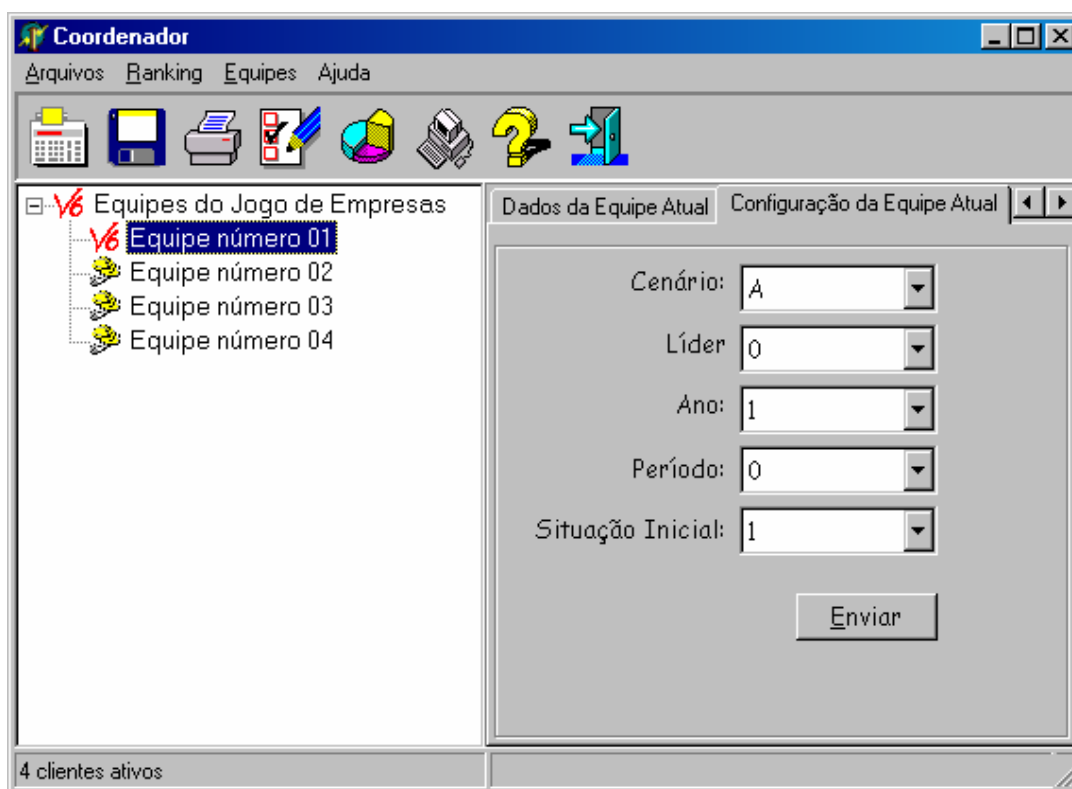 Coordenador
Arquivos Ranking Equipes Ajuda
V6 Equipes do Jogo de Empresas
V6 Equipe número 01
Equipe número 02
Equipe número 03
Equipe número 04
Dados da Equipe Atual Configuração da Equipe Atual
Cenário: A
Líder 0
Ano: 1
Período: 0
Situação Inicial: 1
Enviar
4 clientes ativos